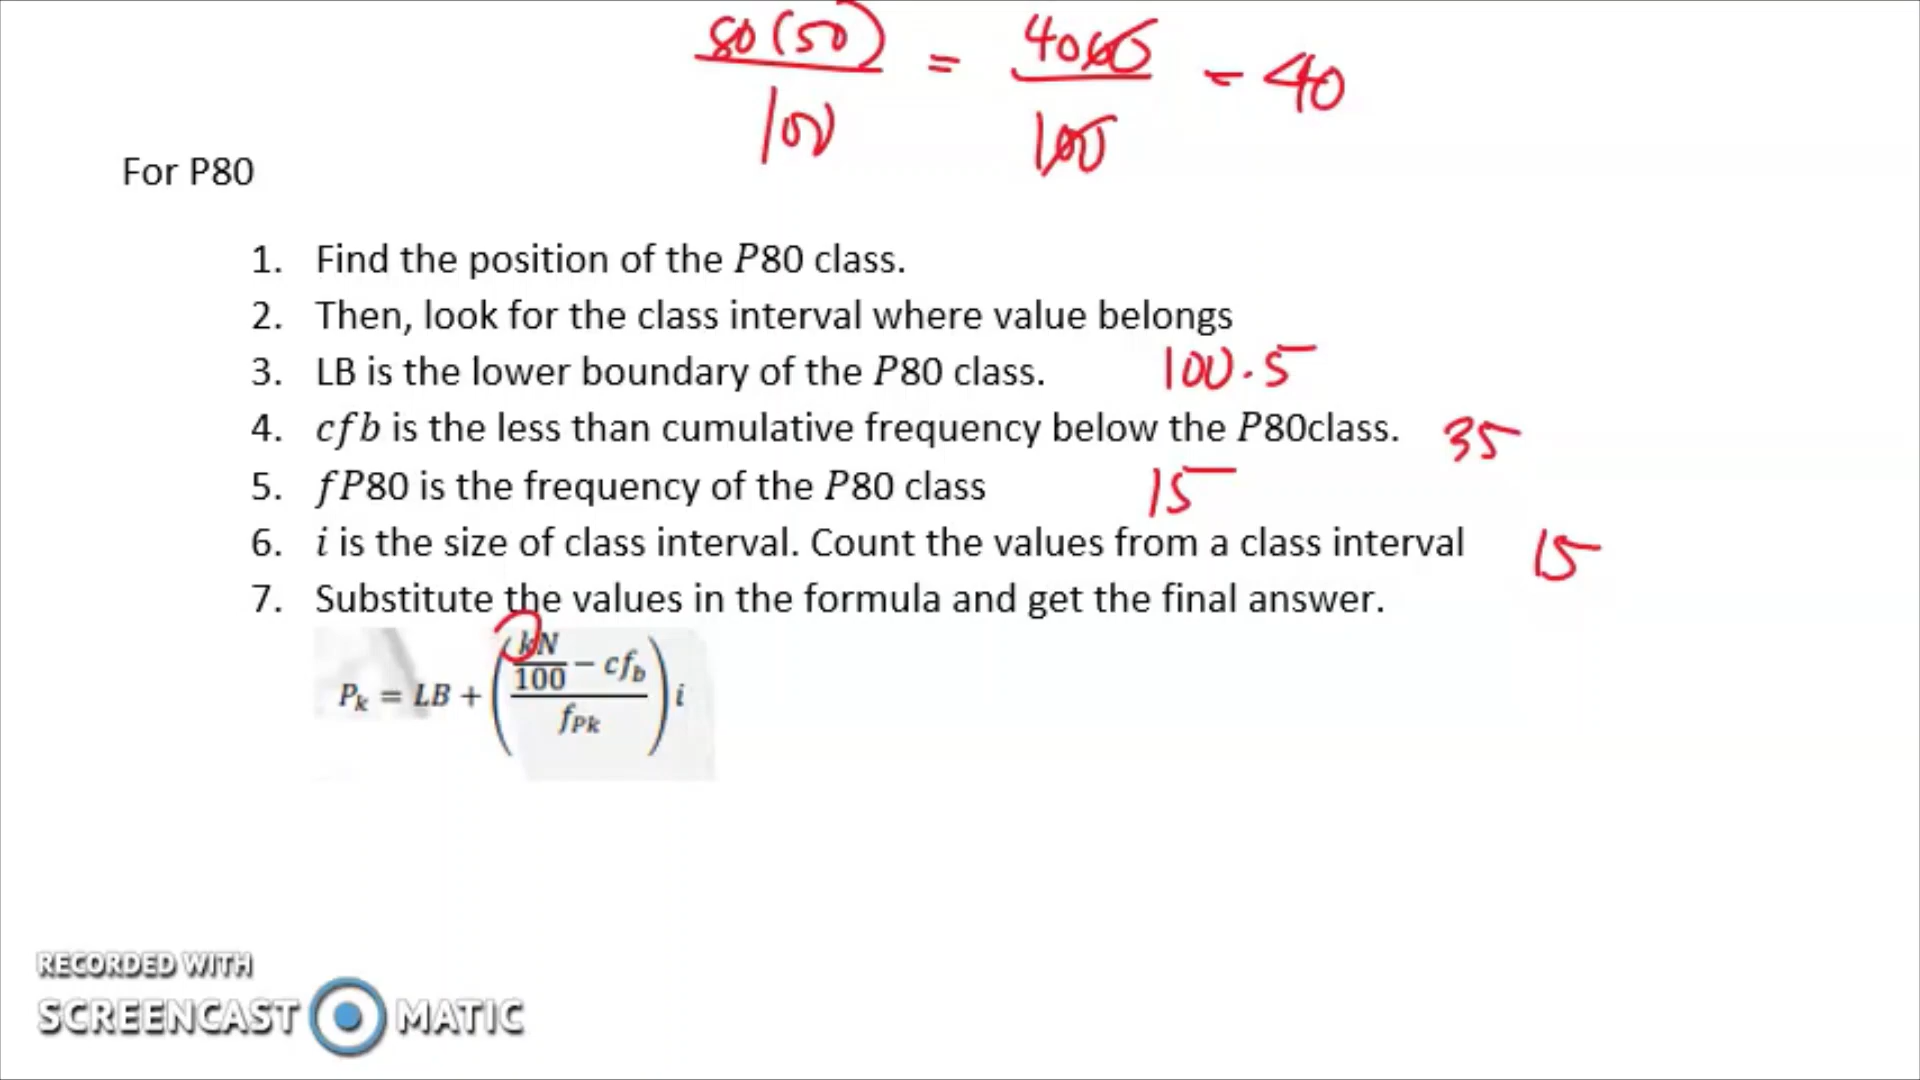 80(50)/100 = 4000/100 = 40
For P80
1. Find the position of the P80 class.
2. Then, look for the class interval where value belongs
3. LB is the lower boundary of the P80 class. 100.5
4. cfb is the less than cumulative frequency below the P80class. 35
5. fP80 is the frequency of the P80 class 15
6. i is the size of class interval. Count the values from a class interval 15
7. Substitute the values in the formula and get the final answer.
Pk = LB + ((kN/100 − cfb)/fPk) i
RECORDED WITH
SCREENCAST MATIC